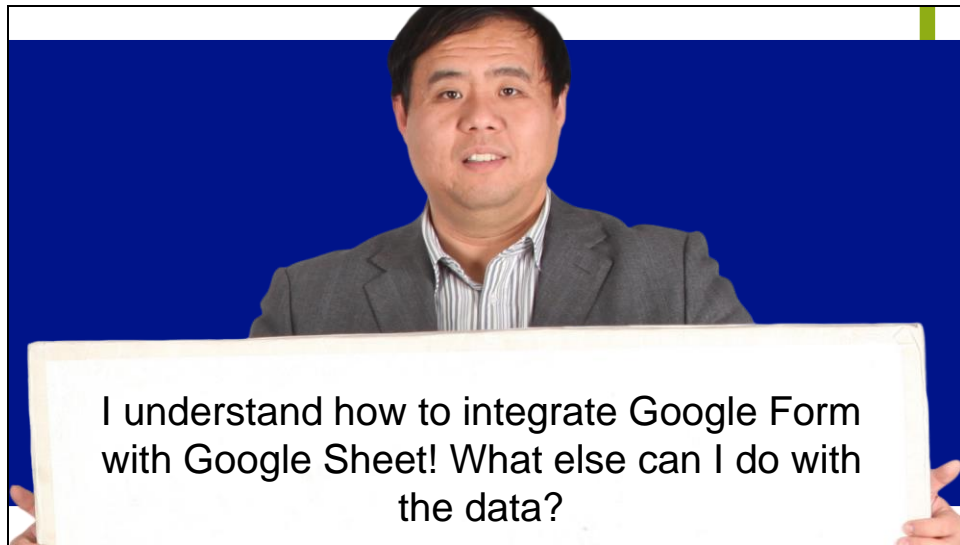 I understand how to integrate Google Form
with Google Sheet! What else can I do with
the data?